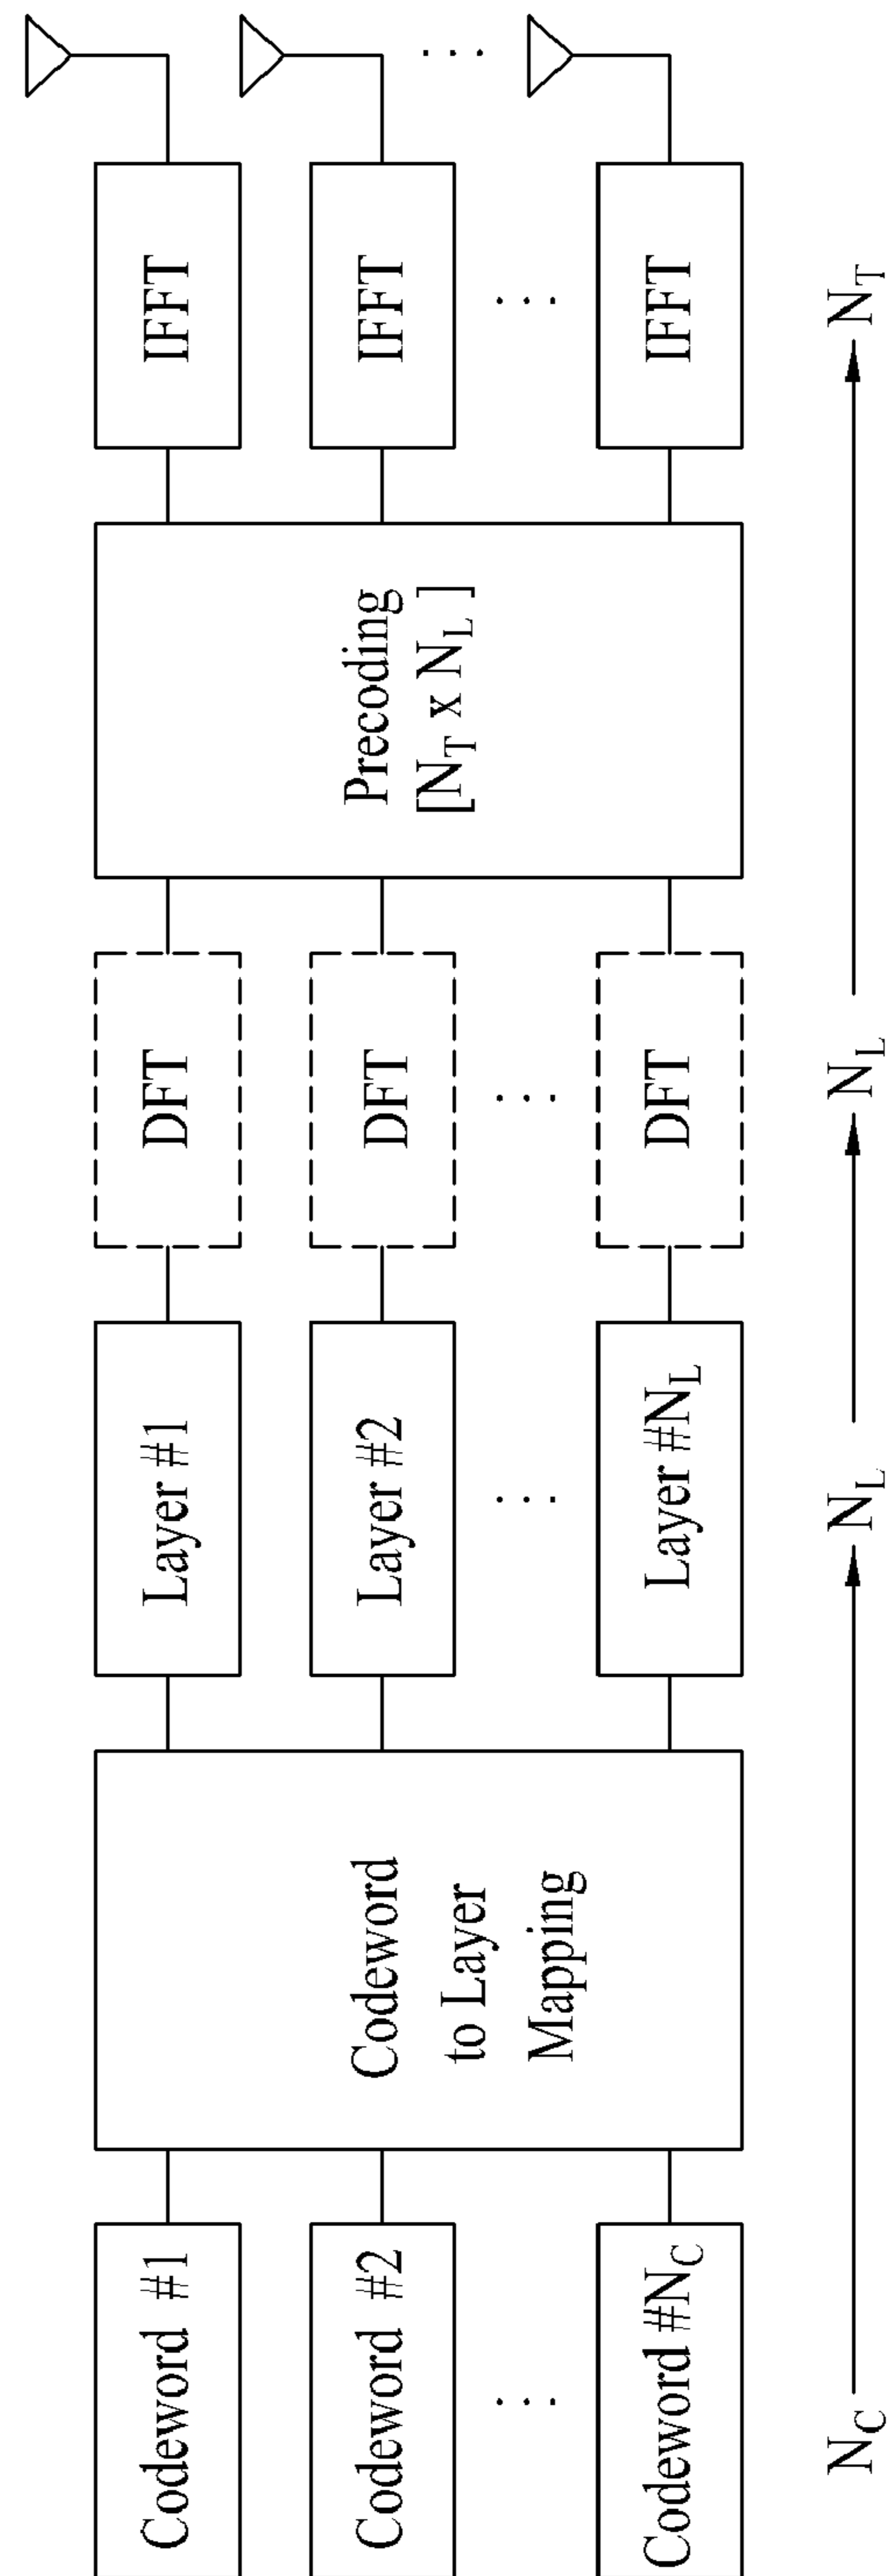 Codeword #1
Codeword #2
. . .
Codeword #N_C
Codeword
to Layer
Mapping
Layer #1
Layer #2
. . .
Layer #N_L
DFT
DFT
. . .
DFT
Precoding
[N_T x N_L]
IFFT
IFFT
. . .
IFFT
. . .
N_C
N_L
N_L
N_T